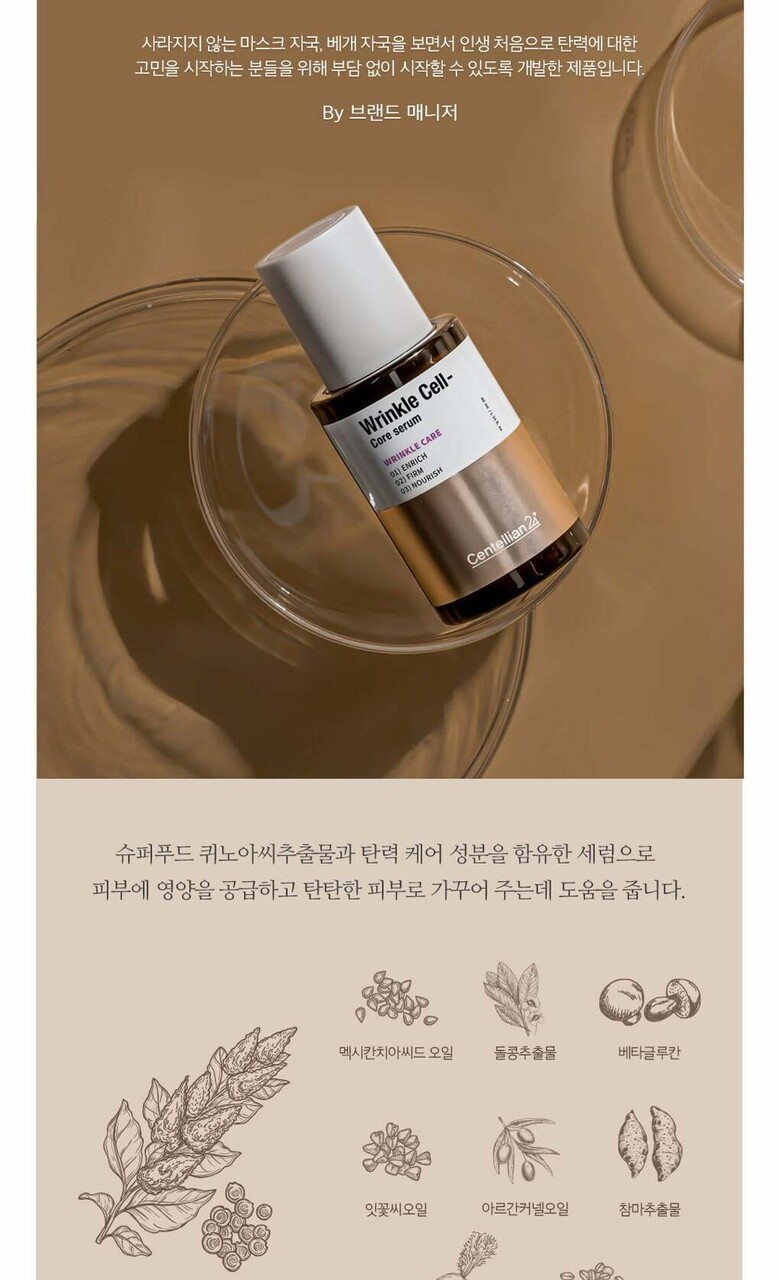 사라지지 않는 마스크 자국, 베개 자국을 보면서 인생 처음으로 탄력에 대한
고민을 시작하는 분들을 위해 부담 없이 시작할 수 있도록 개발한 제품입니다.
By 브랜드 매니저
Wrinkle Cell-
Core serum
WRINKLE CARE
01) ENRICH
02) FIRM
03) NOURISH
Centellian24
슈퍼푸드 퀴노아씨추출물과 탄력 케어 성분을 함유한 세럼으로
피부에 영양을 공급하고 탄탄한 피부로 가꾸어 주는데 도움을 줍니다.
멕시칸치아씨드 오일
돌콩추출물
베타글루칸
잇꽃씨오일
아르간커넬오일
참마추출물